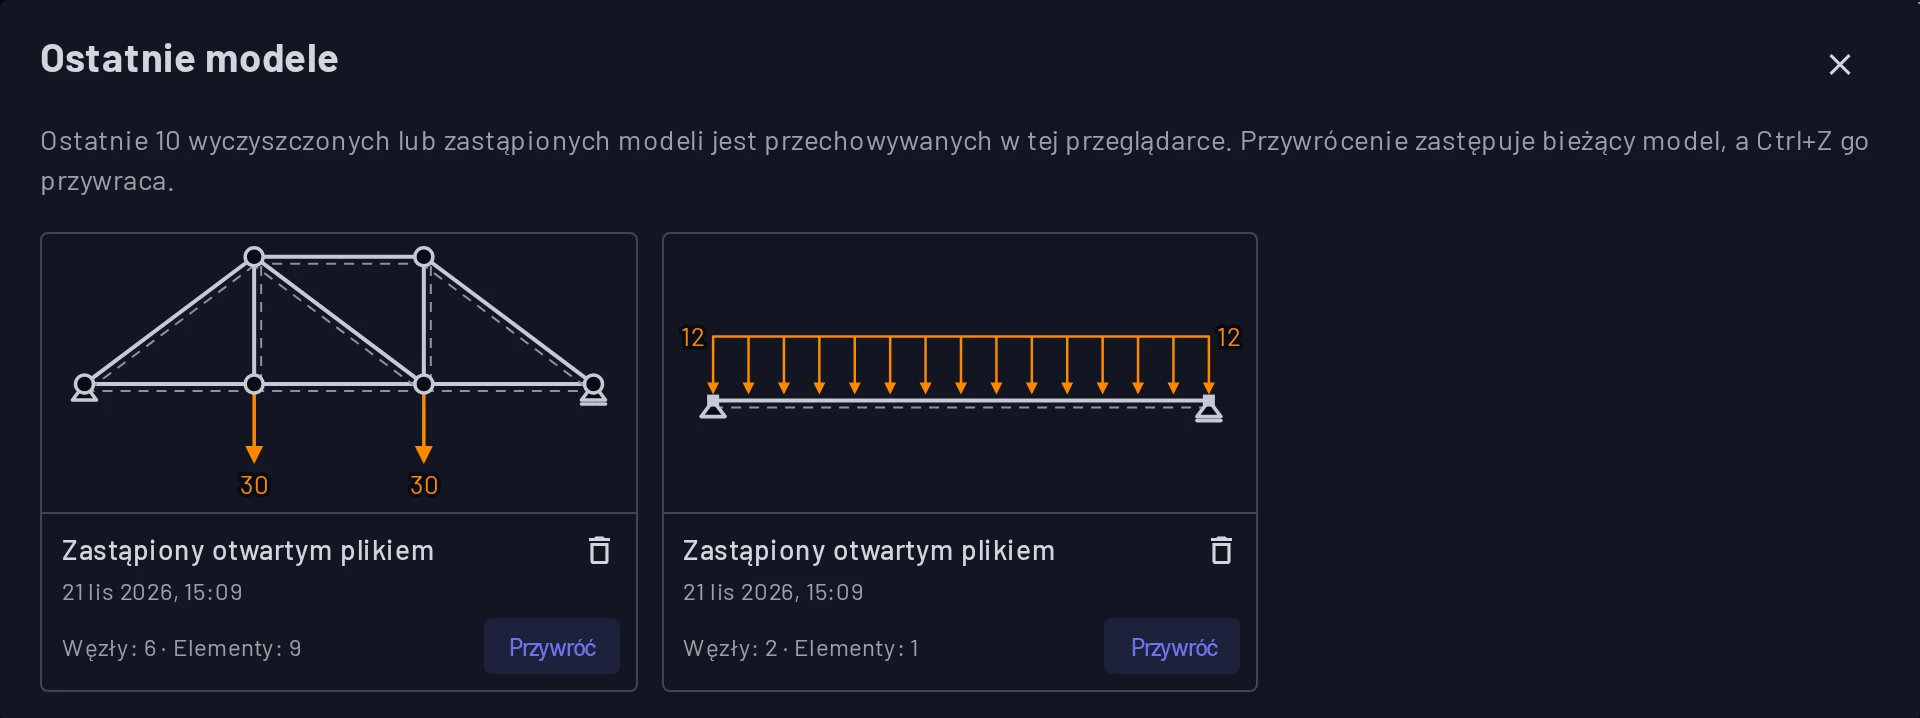 Ostatnie modele
Ostatnie 10 wyczyszczonych lub zastąpionych modeli jest przechowywanych w tej przeglądarce. Przywrócenie zastępuje bieżący model, a Ctrl+Z go
przywraca.
30 30
Zastąpiony otwartym plikiem
21 lis 2026, 15:09
Węzły: 6 · Elementy: 9
Przywróć
12 12
Zastąpiony otwartym plikiem
21 lis 2026, 15:09
Węzły: 2 · Elementy: 1
Przywróć